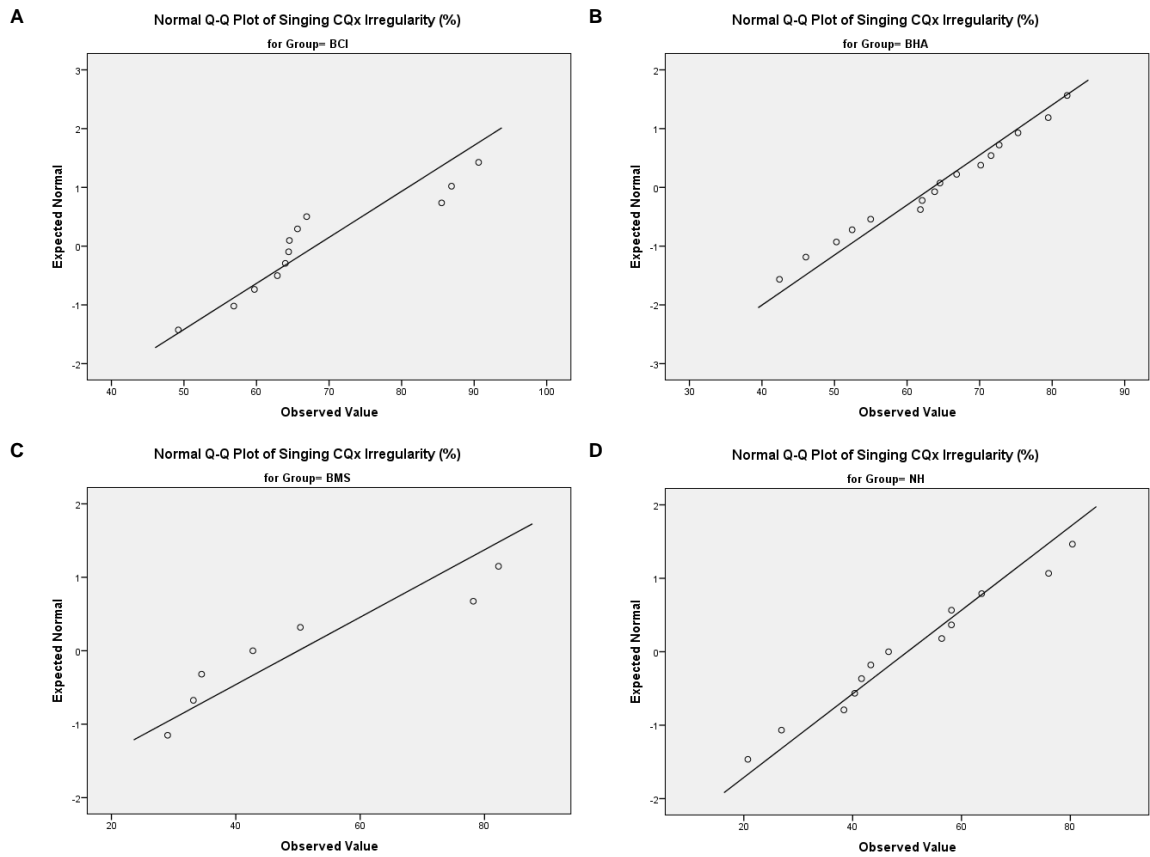 A
Normal Q-Q Plot of Singing CQx Irregularity (%)
for Group= BCI
3
2
1
0
-1
-2
Expected Normal
40 50 60 70 80 90 100
Observed Value
B
Normal Q-Q Plot of Singing CQx Irregularity (%)
for Group= BHA
2
1
0
-1
-2
-3
Expected Normal
30 40 50 60 70 80 90
Observed Value
C
Normal Q-Q Plot of Singing CQx Irregularity (%)
for Group= BMS
2
1
0
-1
-2
Expected Normal
20 40 60 80
Observed Value
D
Normal Q-Q Plot of Singing CQx Irregularity (%)
for Group= NH
2
1
0
-1
-2
Expected Normal
20 40 60 80
Observed Value